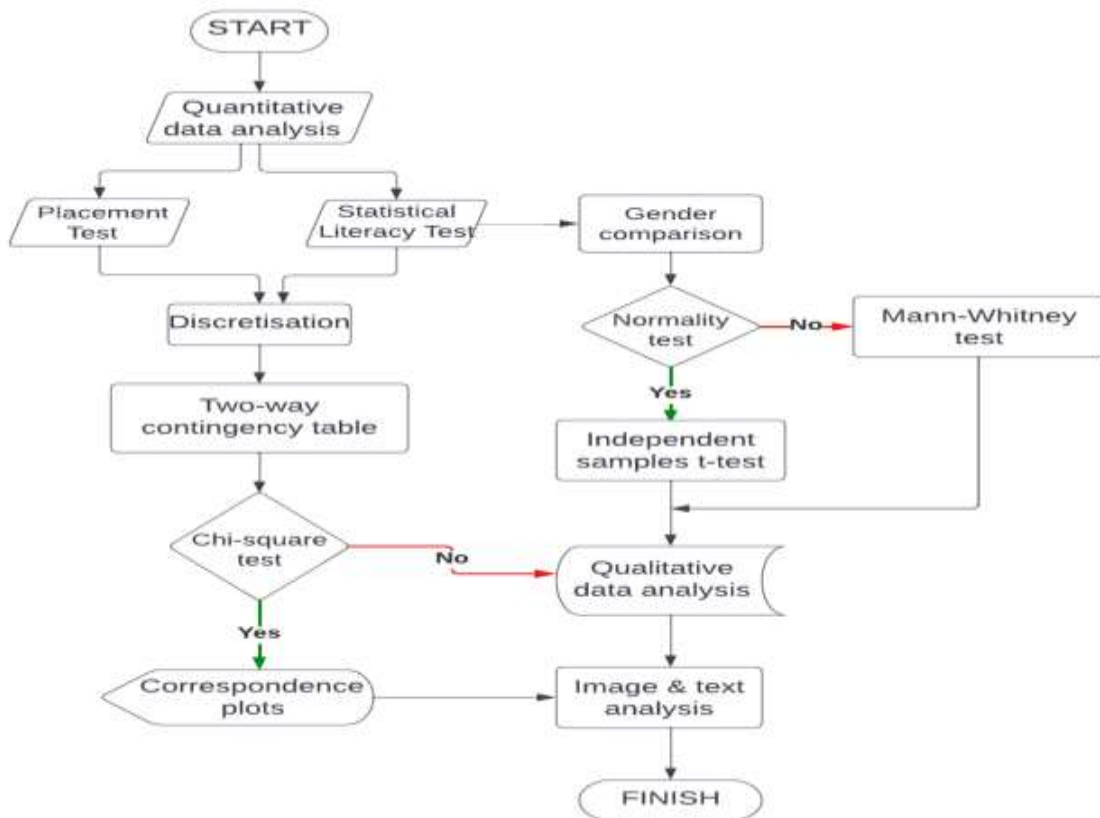 START
Quantitative
data analysis
Placement
Test
Statistical
Literacy Test
Gender
comparison
Discretisation
Normality
test
No
Mann-Whitney
test
Yes
Two-way
contingency table
Independent
samples t-test
Chi-square
test
No
Qualitative
data analysis
Yes
Correspondence
plots
Image & text
analysis
FINISH